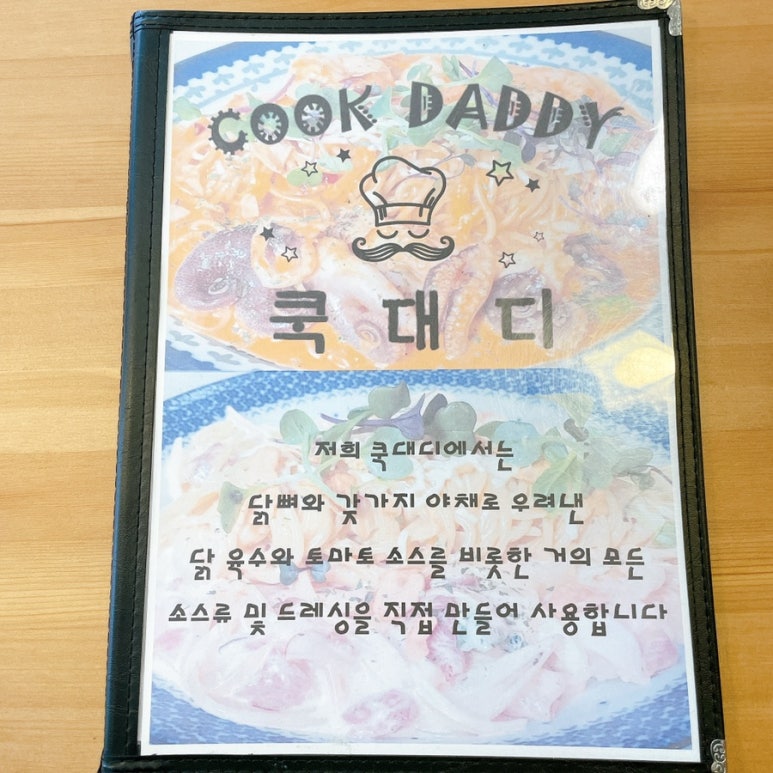 COOK DADDY
쿡 대 디
저희 쿡대디에서는
닭뼈와 갖가지 야채로 우려낸
닭 육수와 토마토 소스를 비롯한 거의 모든
소스류 및 드레싱을 직접 만들어 사용합니다